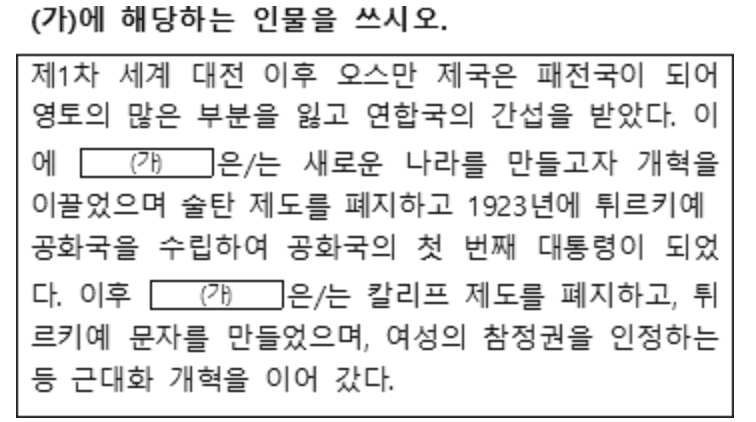 (가)에 해당하는 인물을 쓰시오.
제1차 세계 대전 이후 오스만 제국은 패전국이 되어
영토의 많은 부분을 잃고 연합국의 간섭을 받았다. 이
에 (가) 은/는 새로운 나라를 만들고자 개혁을
이끌었으며 술탄 제도를 폐지하고 1923년에 튀르키예
공화국을 수립하여 공화국의 첫 번째 대통령이 되었
다. 이후 (가) 은/는 칼리프 제도를 폐지하고, 튀
르키예 문자를 만들었으며, 여성의 참정권을 인정하는
등 근대화 개혁을 이어 갔다.